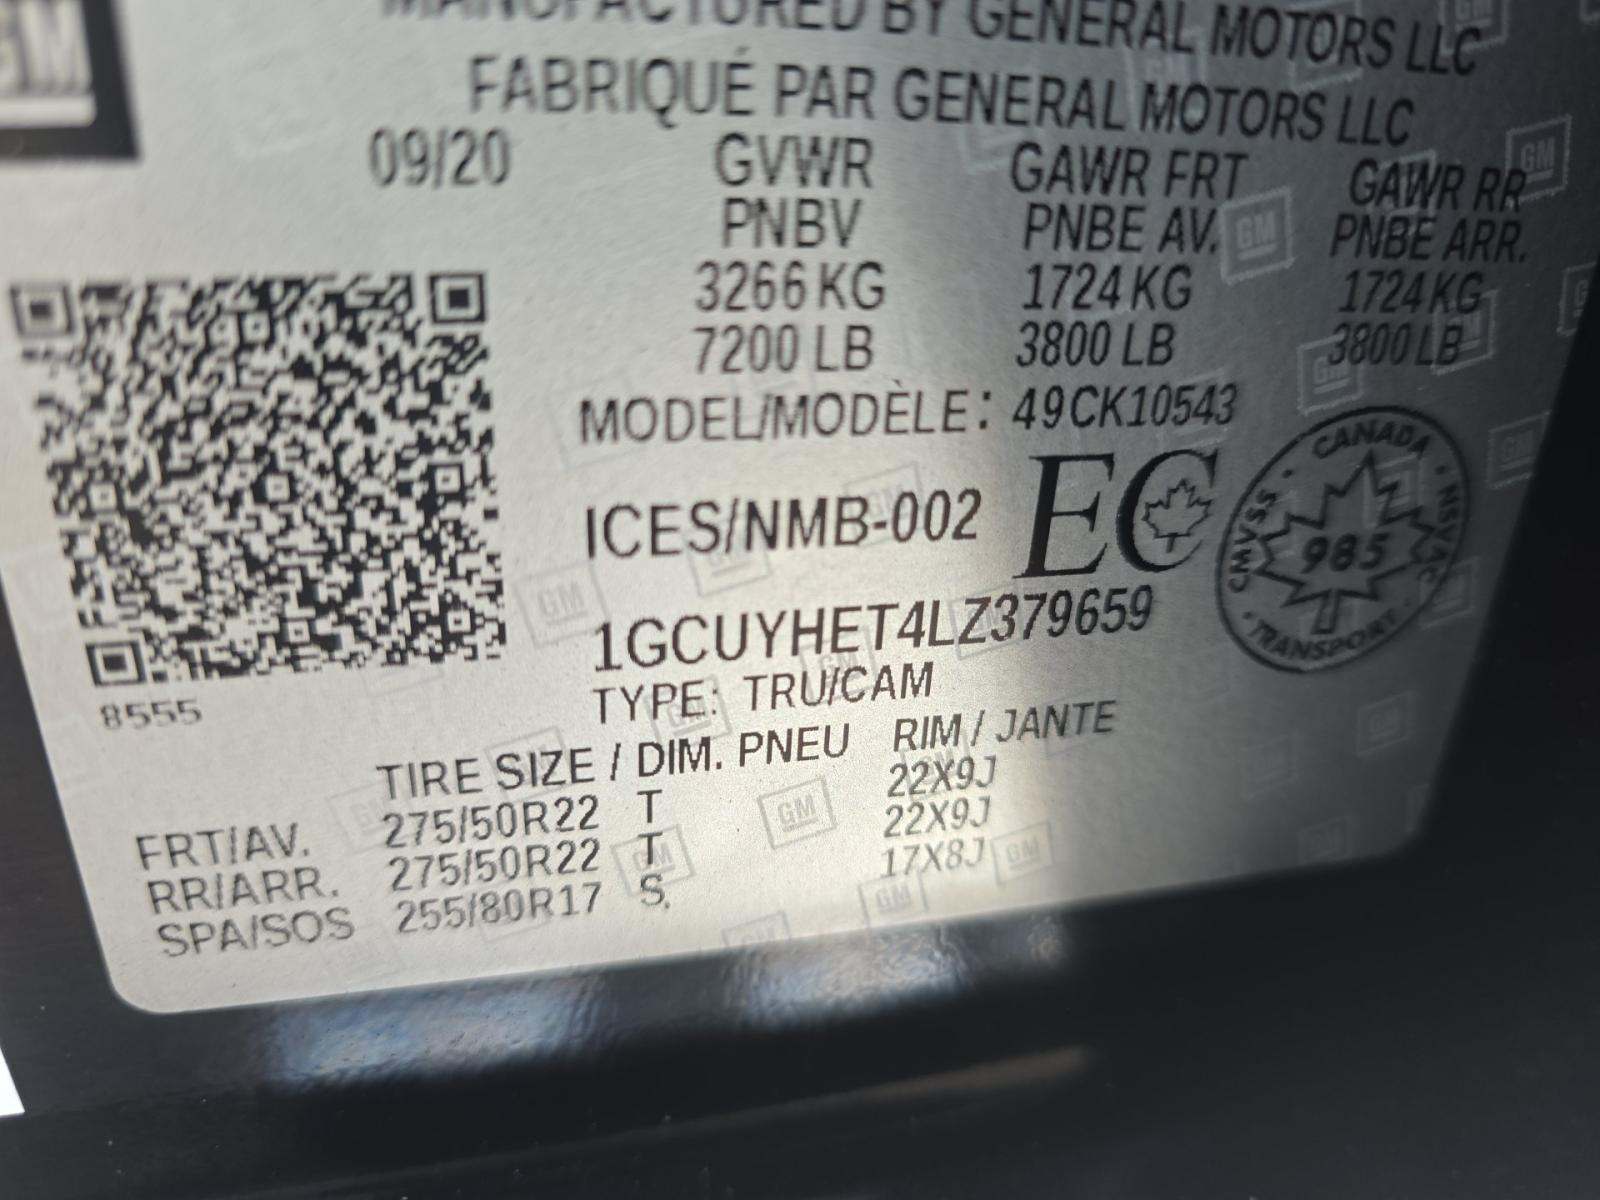 GM
MANUFACTURED BY GENERAL MOTORS LLC
FABRIQUÉ PAR GENERAL MOTORS LLC
09/20 GVWR GAWR FRT GAWR RR
PNBV PNBE AV. PNBE ARR.
3266 KG 1724 KG 1724 KG
7200 LB 3800 LB 3800 LB
MODEL/MODÈLE: 49CK10543
ICES/NMB-002 EC
CANADA
CMVSS NSVAC
985
TRANSPORT
1GCUYHET4LZ379659
TYPE: TRU/CAM
8555
TIRE SIZE / DIM. PNEU RIM / JANTE
FRT/AV. 275/50R22 T 22X9J
RR/ARR. 275/50R22 T 22X9J
SPA/SOS 255/80R17 S, 17X8J